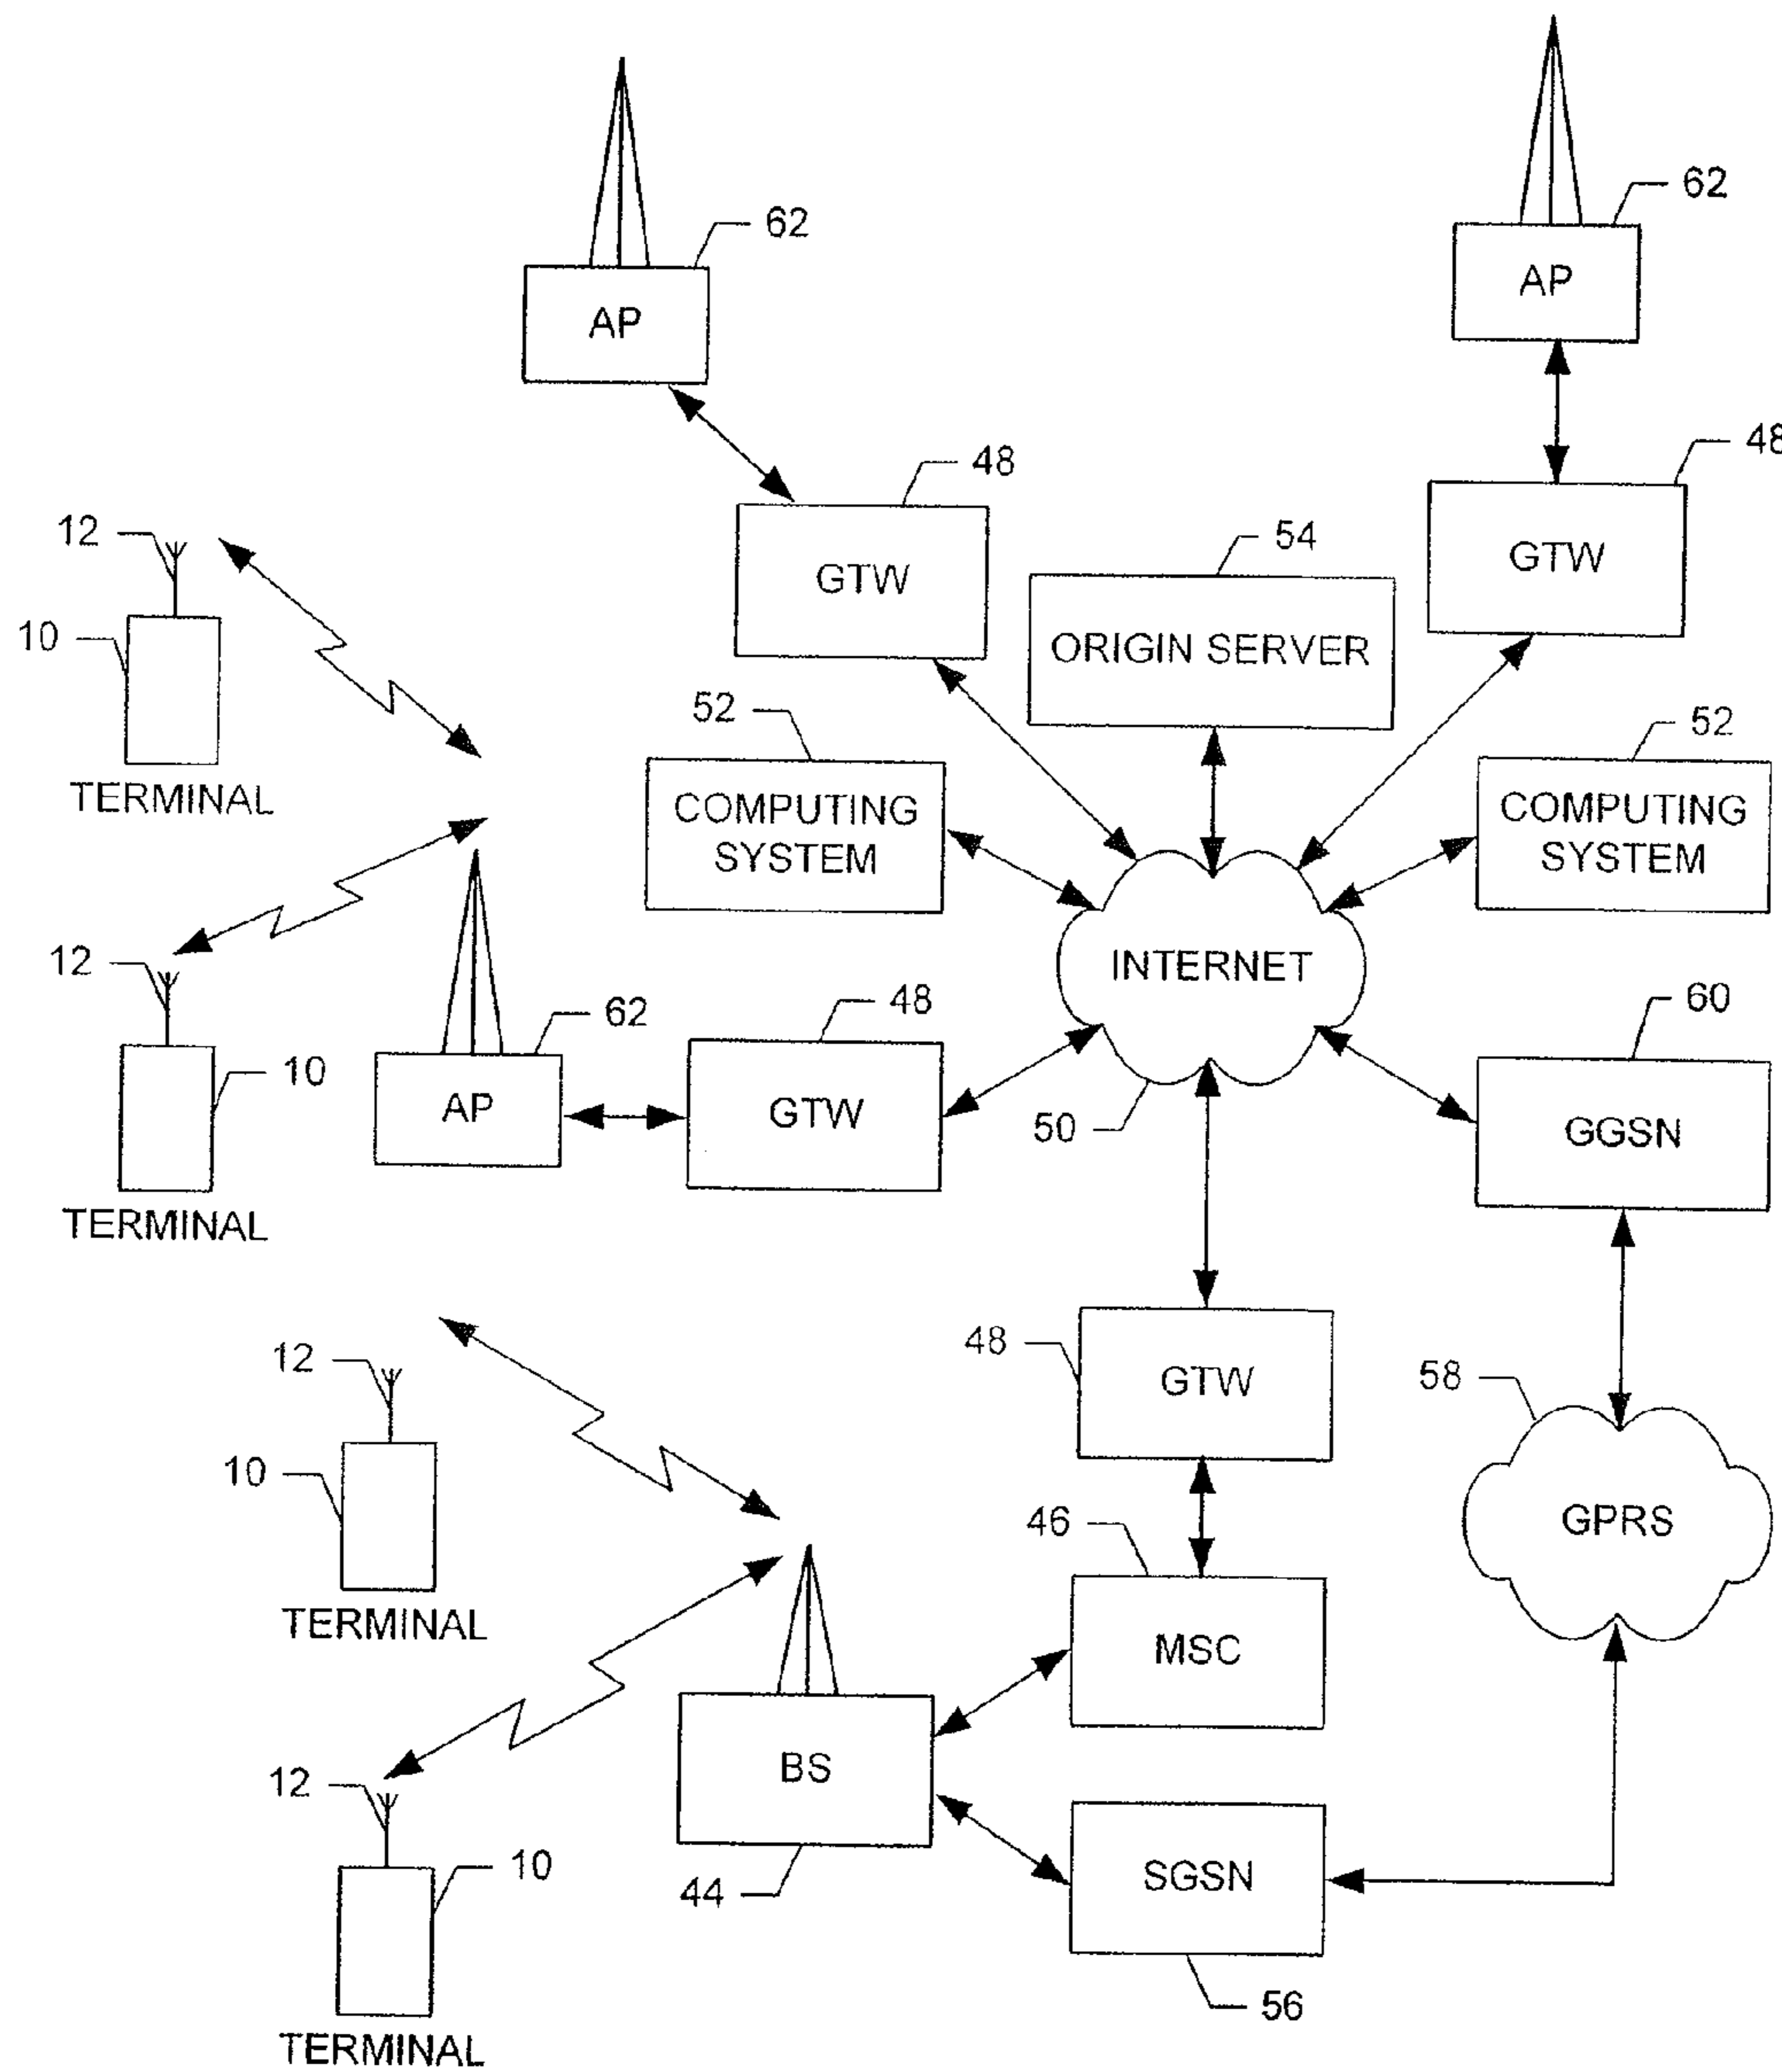 62
AP
62
AP
48
GTW
48
GTW
54
ORIGIN SERVER
12
10
TERMINAL
52
COMPUTING
SYSTEM
52
COMPUTING
SYSTEM
INTERNET
50
12
10
TERMINAL
62
AP
48
GTW
60
GGSN
48
GTW
58
GPRS
12
10
TERMINAL
46
MSC
BS
44
SGSN
56
12
10
TERMINAL